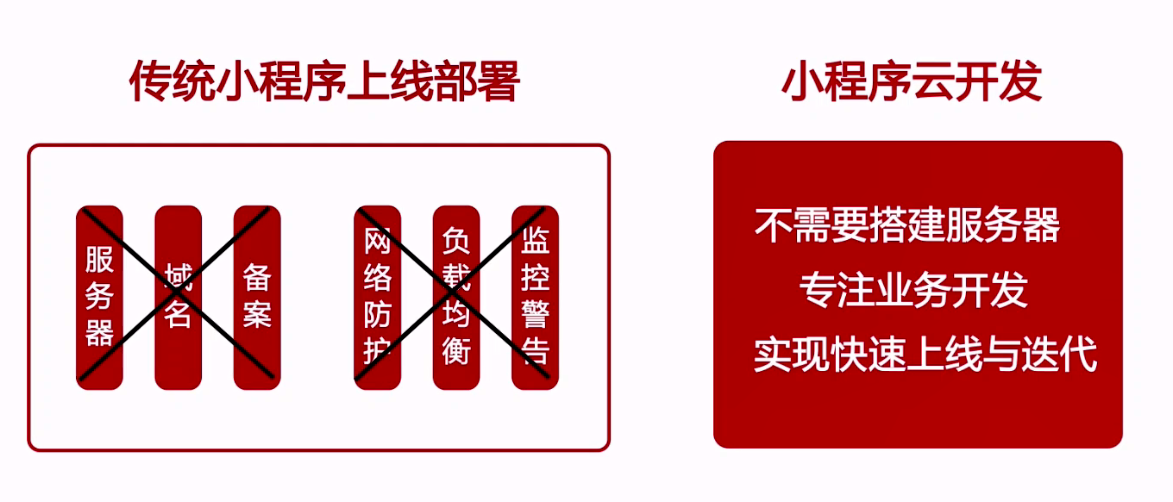 传统小程序上线部署
小程序云开发
服务器
域名
备案
网络防护
负载均衡
监控警告
不需要搭建服务器
专注业务开发
实现快速上线与迭代